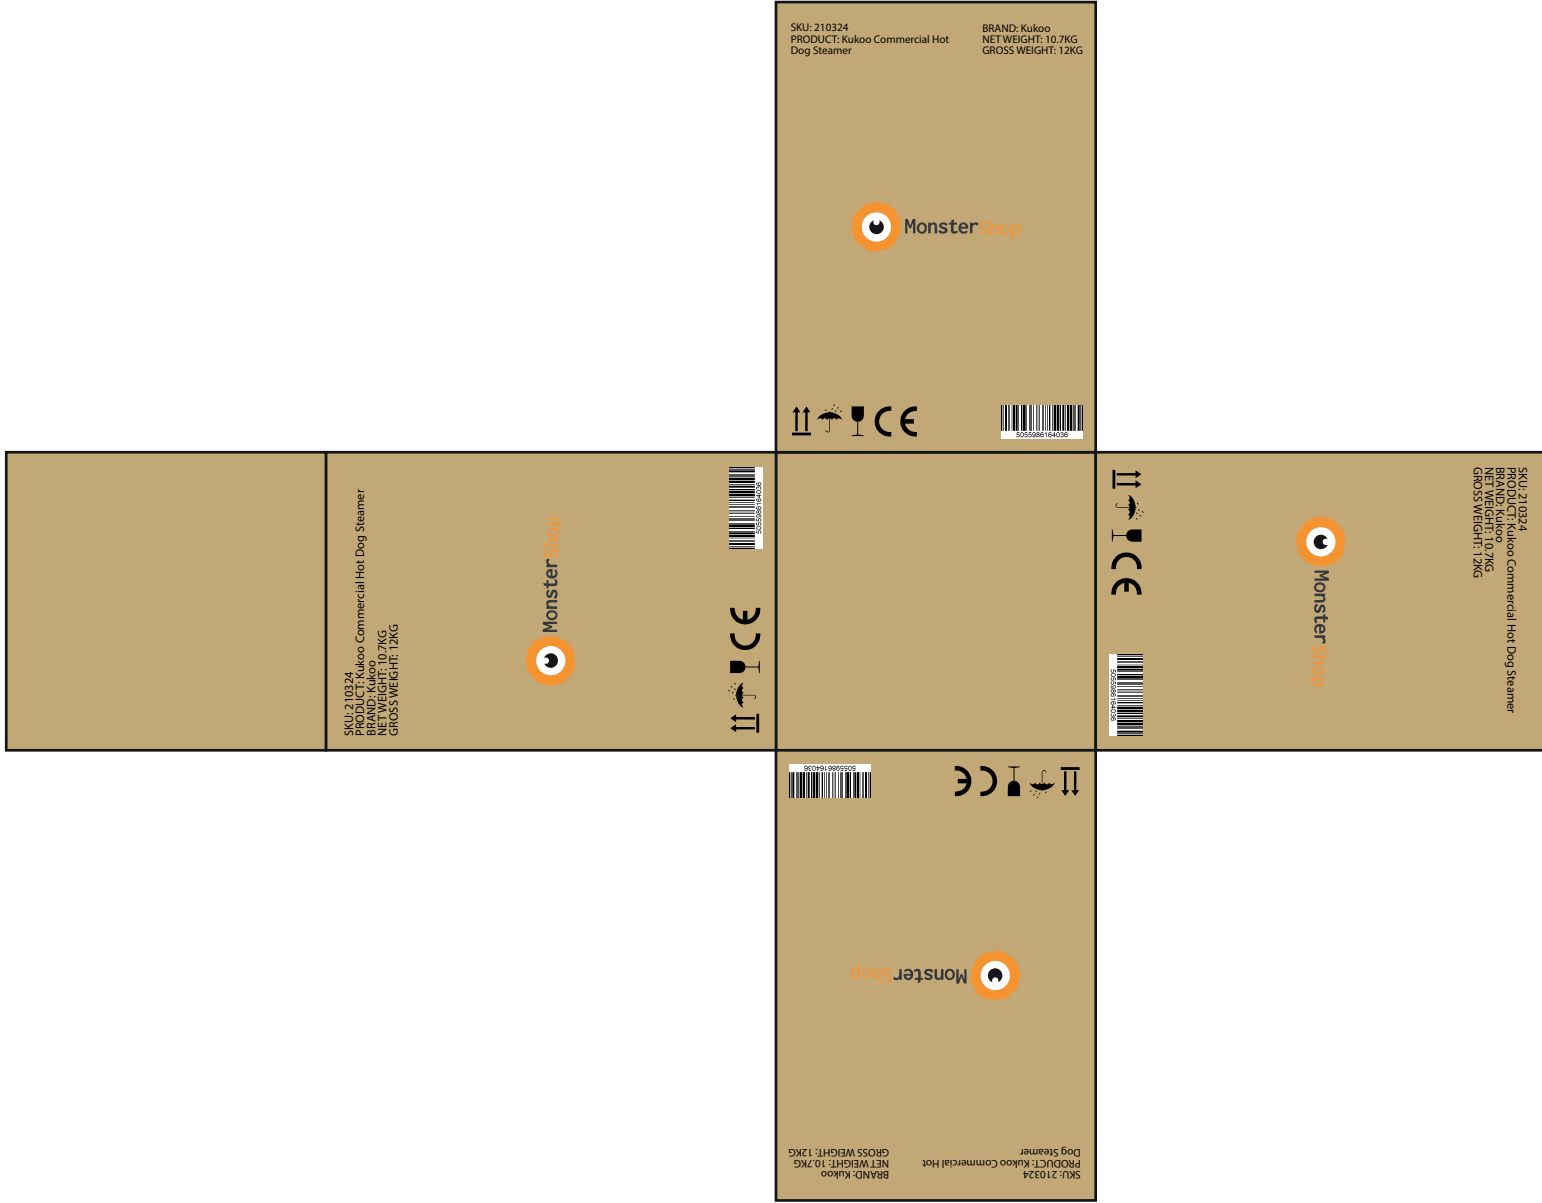 SKU: 210324
PRODUCT: Kukoo Commercial Hot
Dog Steamer
BRAND: Kukoo
NET WEIGHT: 10.7KG
GROSS WEIGHT: 12KG
MonsterShop
CE
5055986164036
SKU: 210324
PRODUCT: Kukoo Commercial Hot Dog Steamer
BRAND: Kukoo
NET WEIGHT: 10.7KG
GROSS WEIGHT: 12KG
MonsterShop
CE
5055986164036
SKU: 210324
PRODUCT: Kukoo Commercial Hot Dog Steamer
BRAND: Kukoo
NET WEIGHT: 10.7KG
GROSS WEIGHT: 12KG
MonsterShop
CE
5055986164036
SKU: 210324
PRODUCT: Kukoo Commercial Hot
Dog Steamer
BRAND: Kukoo
NET WEIGHT: 10.7KG
GROSS WEIGHT: 12KG
MonsterShop
CE
5055986164036